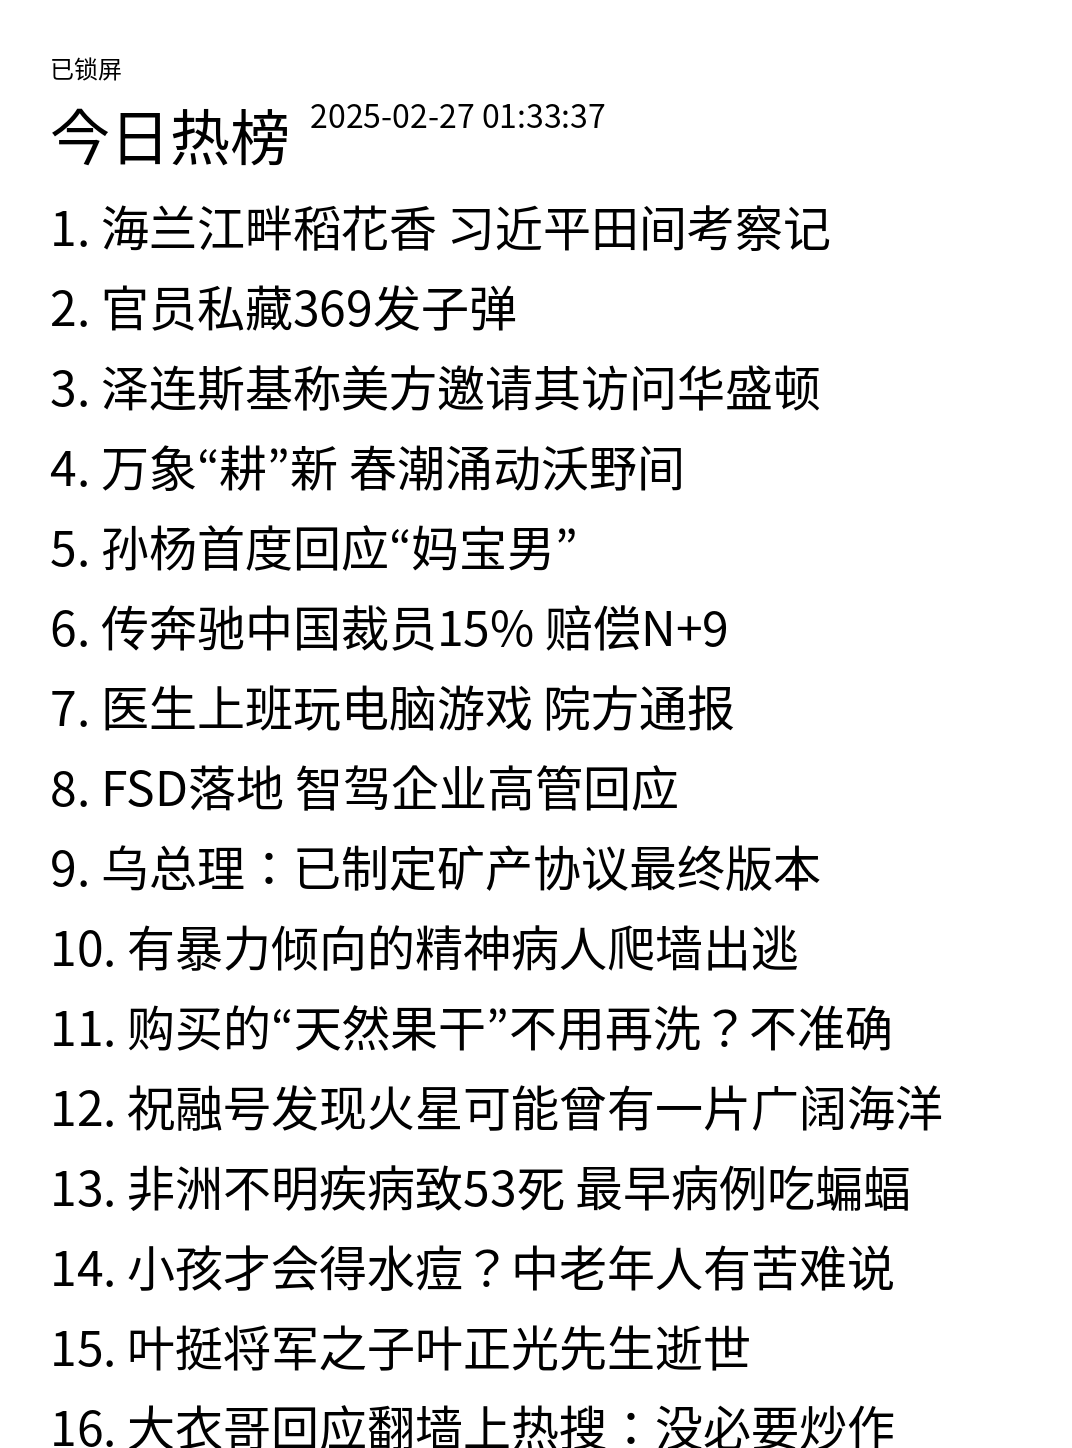 已锁屏
今日热榜 2025-02-27 01:33:37
1. 海兰江畔稻花香 习近平田间考察记
2. 官员私藏369发子弹
3. 泽连斯基称美方邀请其访问华盛顿
4. 万象“耕”新 春潮涌动沃野间
5. 孙杨首度回应“妈宝男”
6. 传奔驰中国裁员15% 赔偿N+9
7. 医生上班玩电脑游戏 院方通报
8. FSD落地 智驾企业高管回应
9. 乌总理：已制定矿产协议最终版本
10. 有暴力倾向的精神病人爬墙出逃
11. 购买的“天然果干”不用再洗？不准确
12. 祝融号发现火星可能曾有一片广阔海洋
13. 非洲不明疾病致53死 最早病例吃蝙蝠
14. 小孩才会得水痘？中老年人有苦难说
15. 叶挺将军之子叶正光先生逝世
16. 大衣哥回应翻墙上热搜：没必要炒作